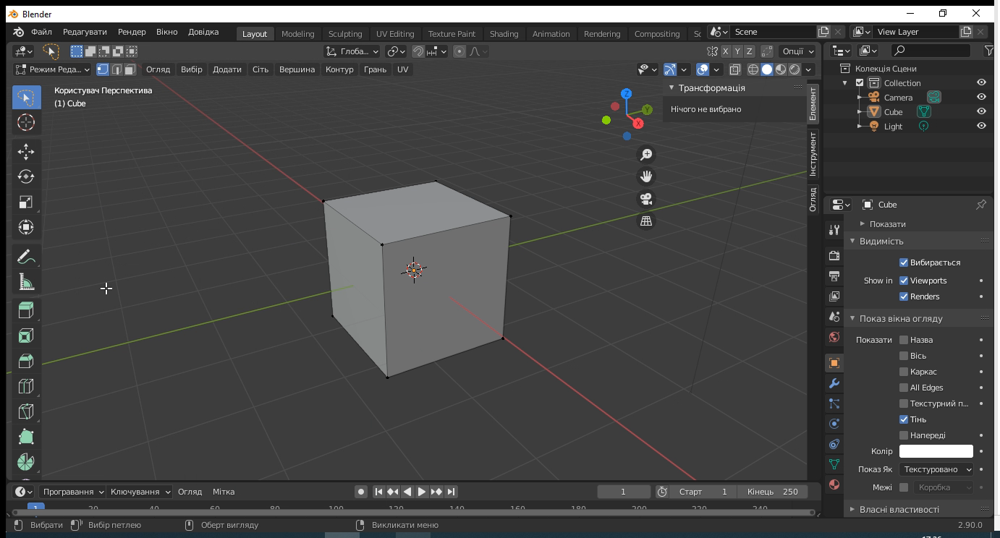 Blender
Файл Редагувати Рендер Вікно Довідка Layout Modeling Sculpting UV Editing Texture Paint Shading Animation Rendering Compositing Sc Scene View Layer
Глоба... X Y Z Опції
Режим Реда... Огляд Вибір Додати Сіть Вершина Контур Грань UV
Користувач Перспектива
(1) Cube
Z
Y
X
Трансформація
Нічого не вибрано
Елемент
Інструмент
Огляд
Колекція Сцени
Collection
Camera
Cube
Light
Cube
Показати
Видимість
Вибирається
Show in Viewports
Renders
Показ вікна огляду
Показати Назва
Вісь
Каркас
All Edges
Текстурний п...
Тінь
Напереді
Колір
Показ Як Текстуровано
Межі Коробка
Власні властивості
Програвання Ключування Огляд Мітка 1 Старт 1 Кінець 250
1 20 40 60 80 100 120 140 160 180 200 220 240
Вибрати Вибір петлею Оберт вигляду Викликати меню 2.90.0